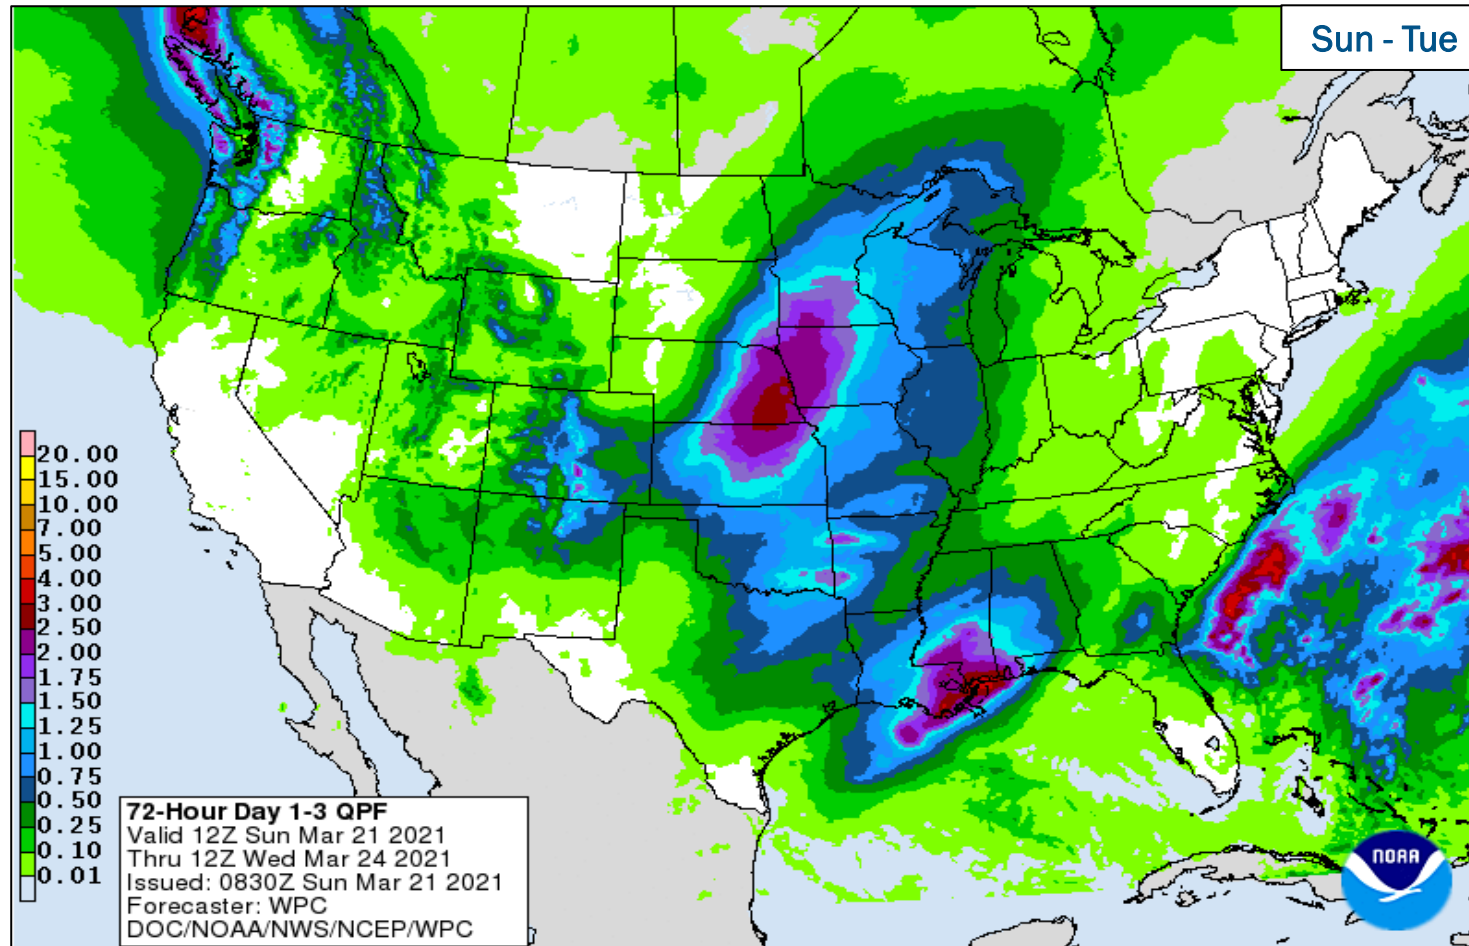 Sun - Tue
20.00
15.00
10.00
7.00
5.00
4.00
3.00
2.50
2.00
1.75
1.50
1.25
1.00
0.75
0.50
0.25
0.10
0.01
72-Hour Day 1-3 QPF
Valid 12Z Sun Mar 21 2021
Thru 12Z Wed Mar 24 2021
Issued: 0830Z Sun Mar 21 2021
Forecaster: WPC
DOC/NOAA/NWS/NCEP/WPC
NOAA